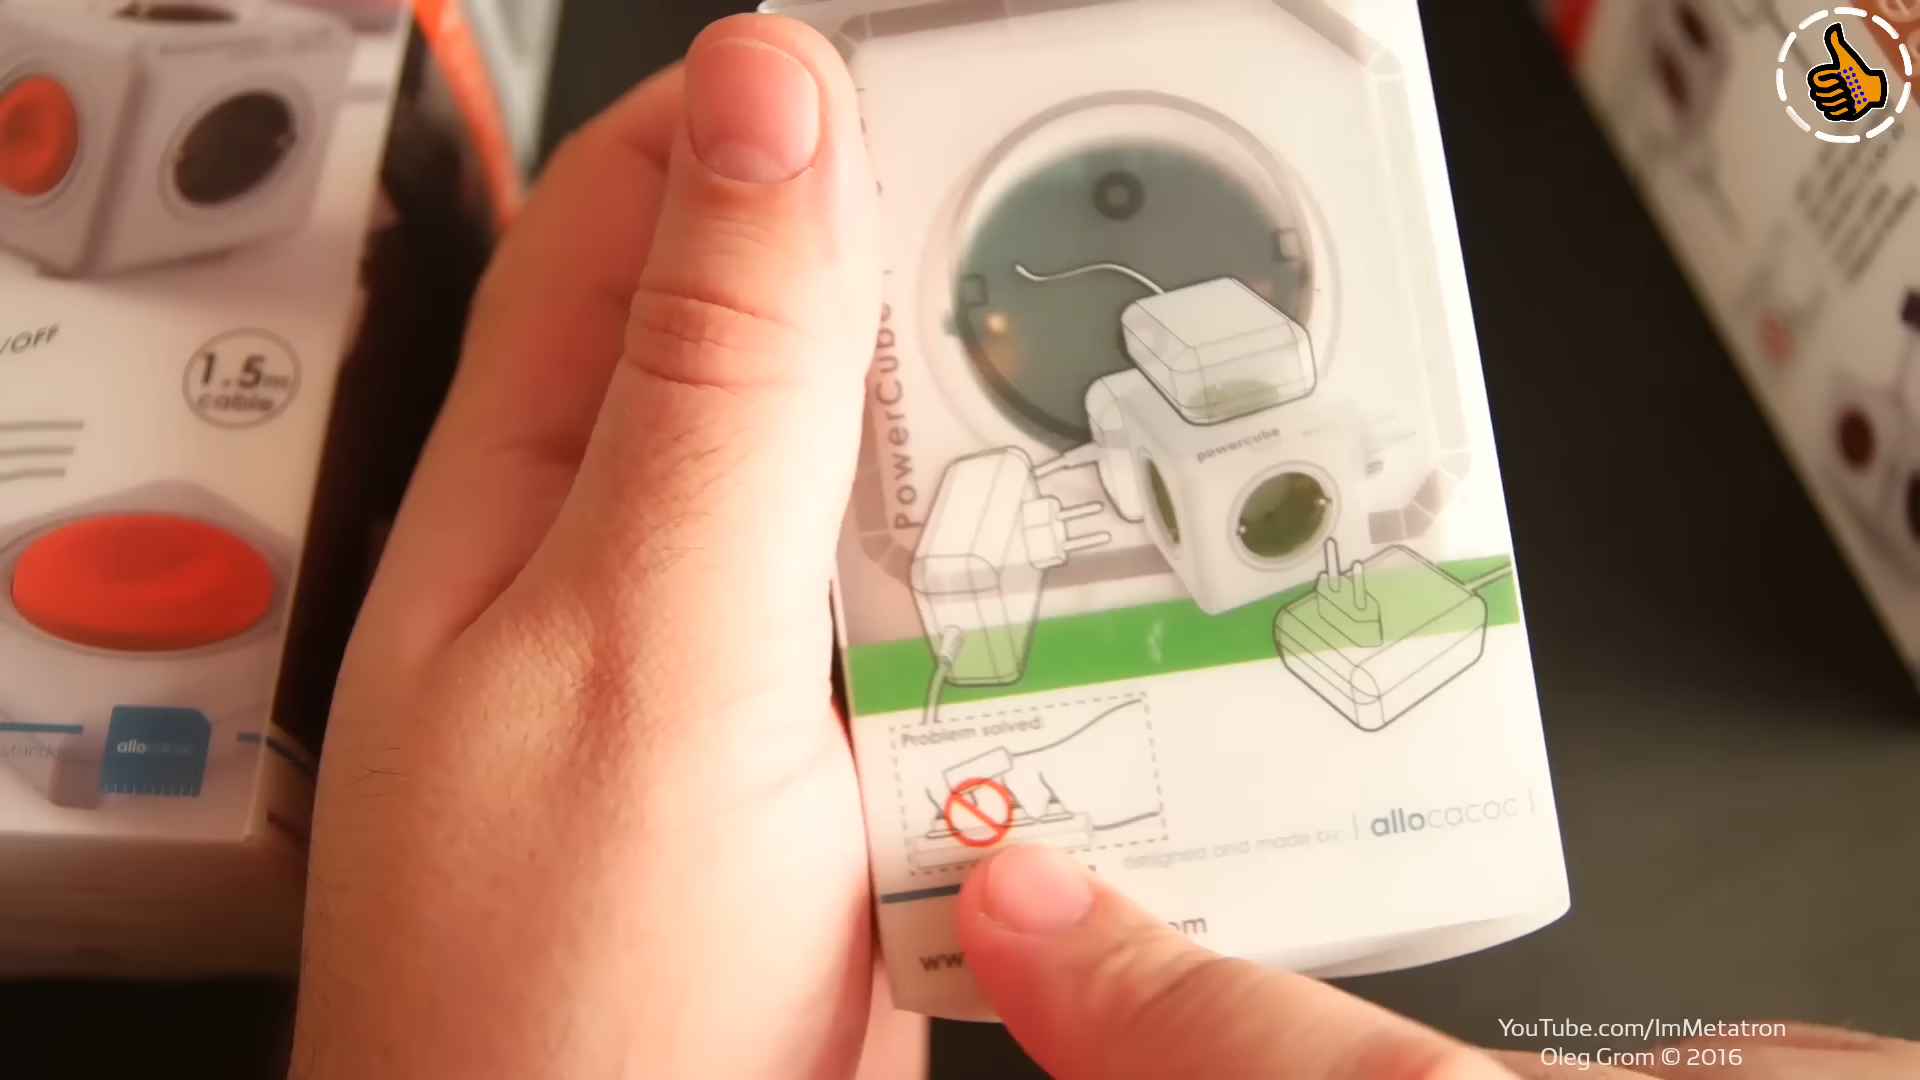 /OFF
1.5m
cable
allocacoc
PowerCube
powercube
Problem solved:
designed and made by: | allocacoc |
YouTube.com/ImMetatron
Oleg Grom © 2016